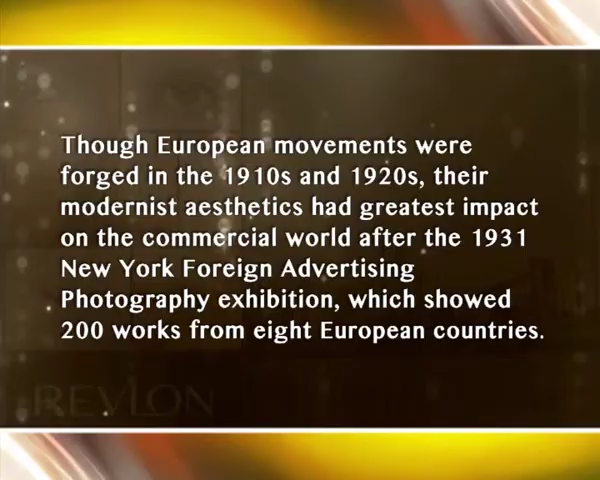 Though European movements were
forged in the 1910s and 1920s, their
modernist aesthetics had greatest impact
on the commercial world after the 1931
New York Foreign Advertising
Photography exhibition, which showed
200 works from eight European countries.
REVLON